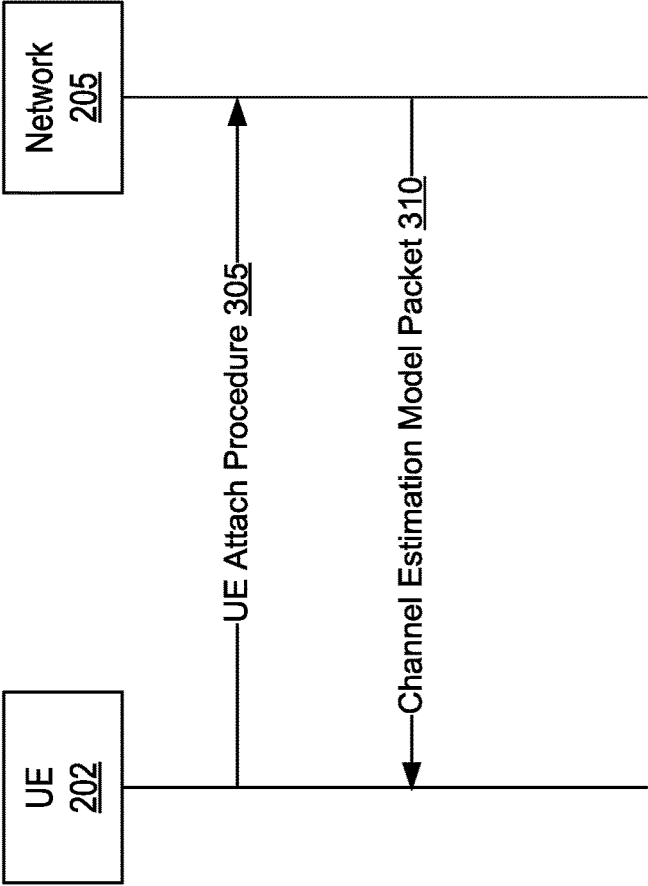 UE
202
Network
205
UE Attach Procedure 305
Channel Estimation Model Packet 310